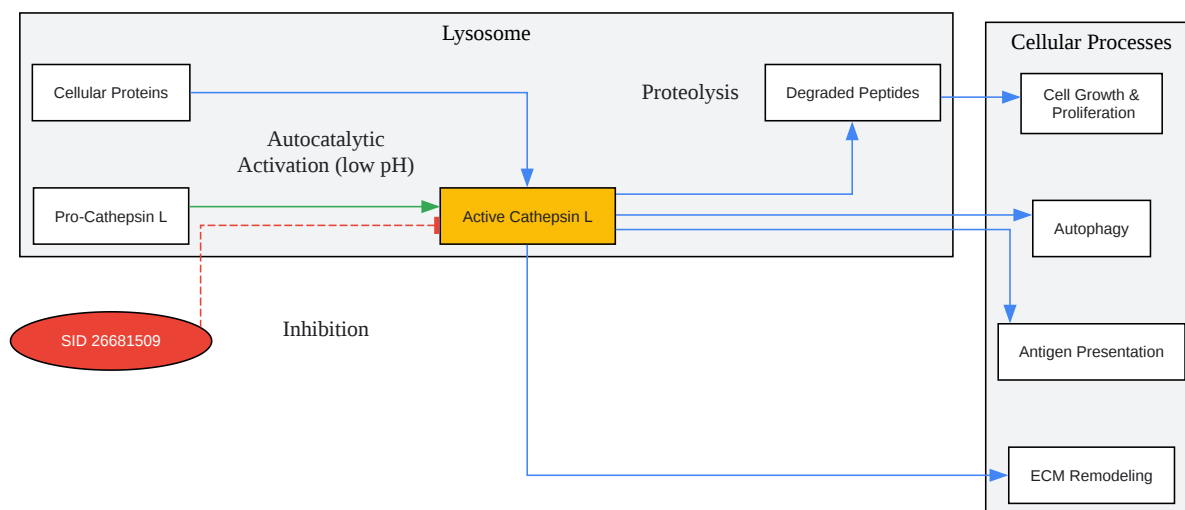 Lysosome
Cellular Processes
Cellular Proteins
Proteolysis
Degraded Peptides
Cell Growth &
Proliferation
Autocatalytic
Activation (low pH)
Pro-Cathepsin L
Active Cathepsin L
Autophagy
SID 26681509
Inhibition
Antigen Presentation
ECM Remodeling